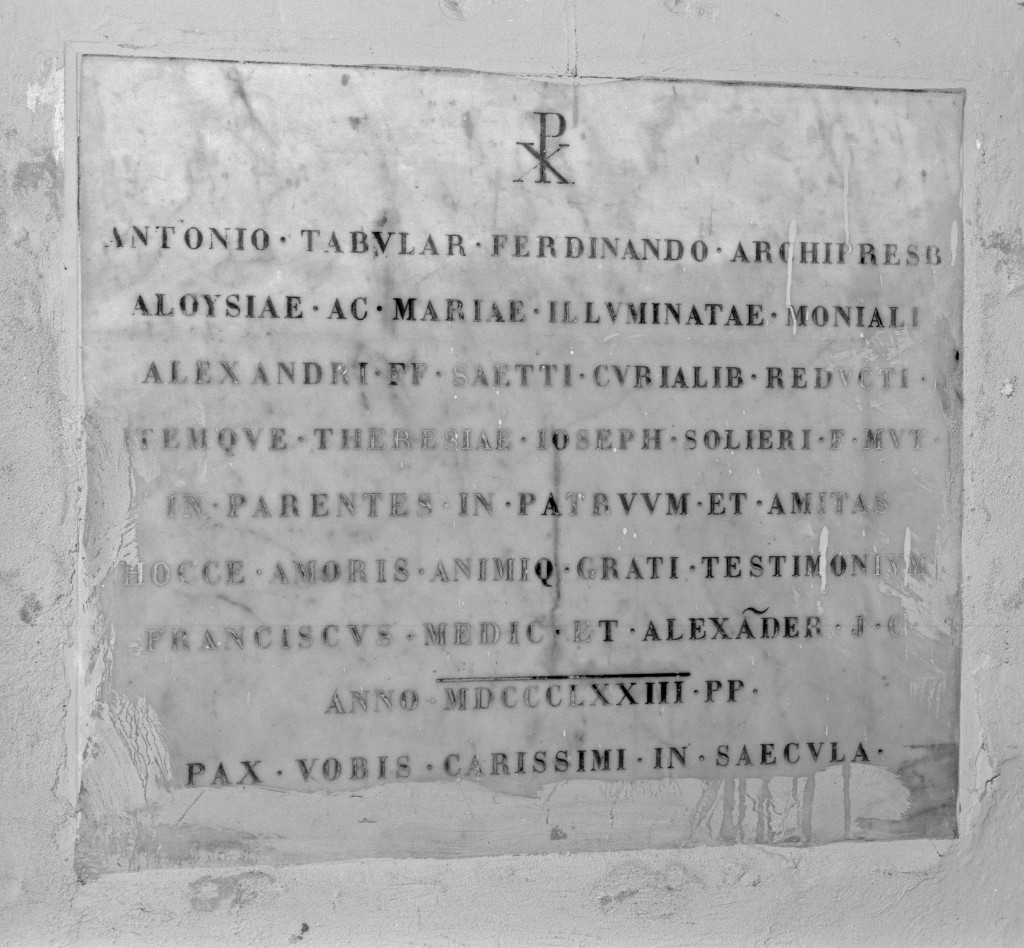 ☧
ANTONIO · TABVLAR · FERDINANDO · ARCHIPRESB
ALOYSIAE · AC · MARIAE · ILLVMINATAE · MONIALI
ALEXANDRI · FF · SAETTI · CVRIALIB · REDVCTI ·
ITEMQVE · THERESIAE · IOSEPH · SOLIERI · F · MVT ·
IN · PARENTES · IN · PATRVVM · ET · AMITAS
HOCCE · AMORIS · ANIMIQ · GRATI · TESTIMONIVM
FRANCISCVS · MEDIC · ET · ALEXÃDER · J · C
ANNO · MDCCCLXXIII · PP ·
PAX · VOBIS · CARISSIMI · IN · SAECVLA ·